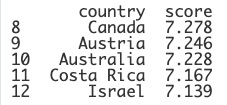 country score
8 Canada 7.278
9 Austria 7.246
10 Australia 7.228
11 Costa Rica 7.167
12 Israel 7.139